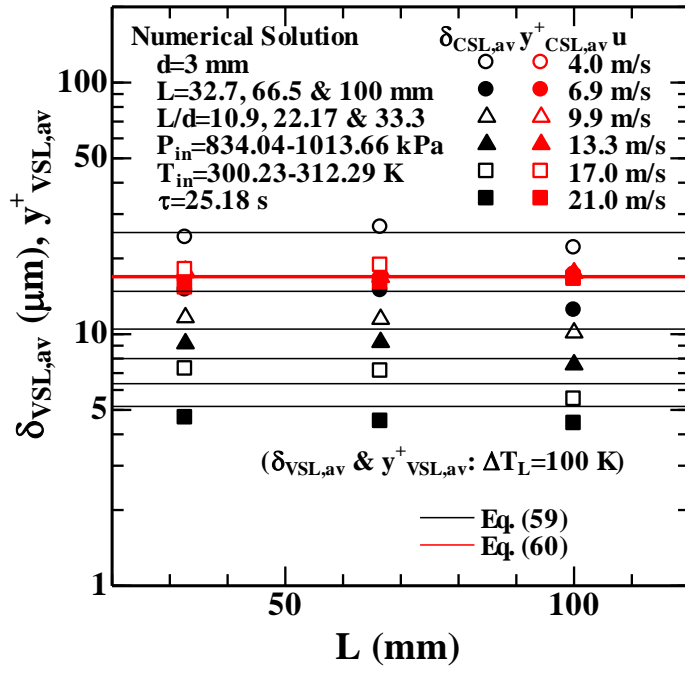 Numerical Solution δCSL,av y+CSL,av u
d=3 mm 4.0 m/s
L=32.7, 66.5 & 100 mm 6.9 m/s
L/d=10.9, 22.17 & 33.3 9.9 m/s
Pin=834.04-1013.66 kPa 13.3 m/s
Tin=300.23-312.29 K 17.0 m/s
τ=25.18 s 21.0 m/s
100
50
10
5
1
δVSL,av (μm), y+VSL,av
(δVSL,av & y+VSL,av: ΔTL=100 K)
Eq. (59)
Eq. (60)
50 100
L (mm)